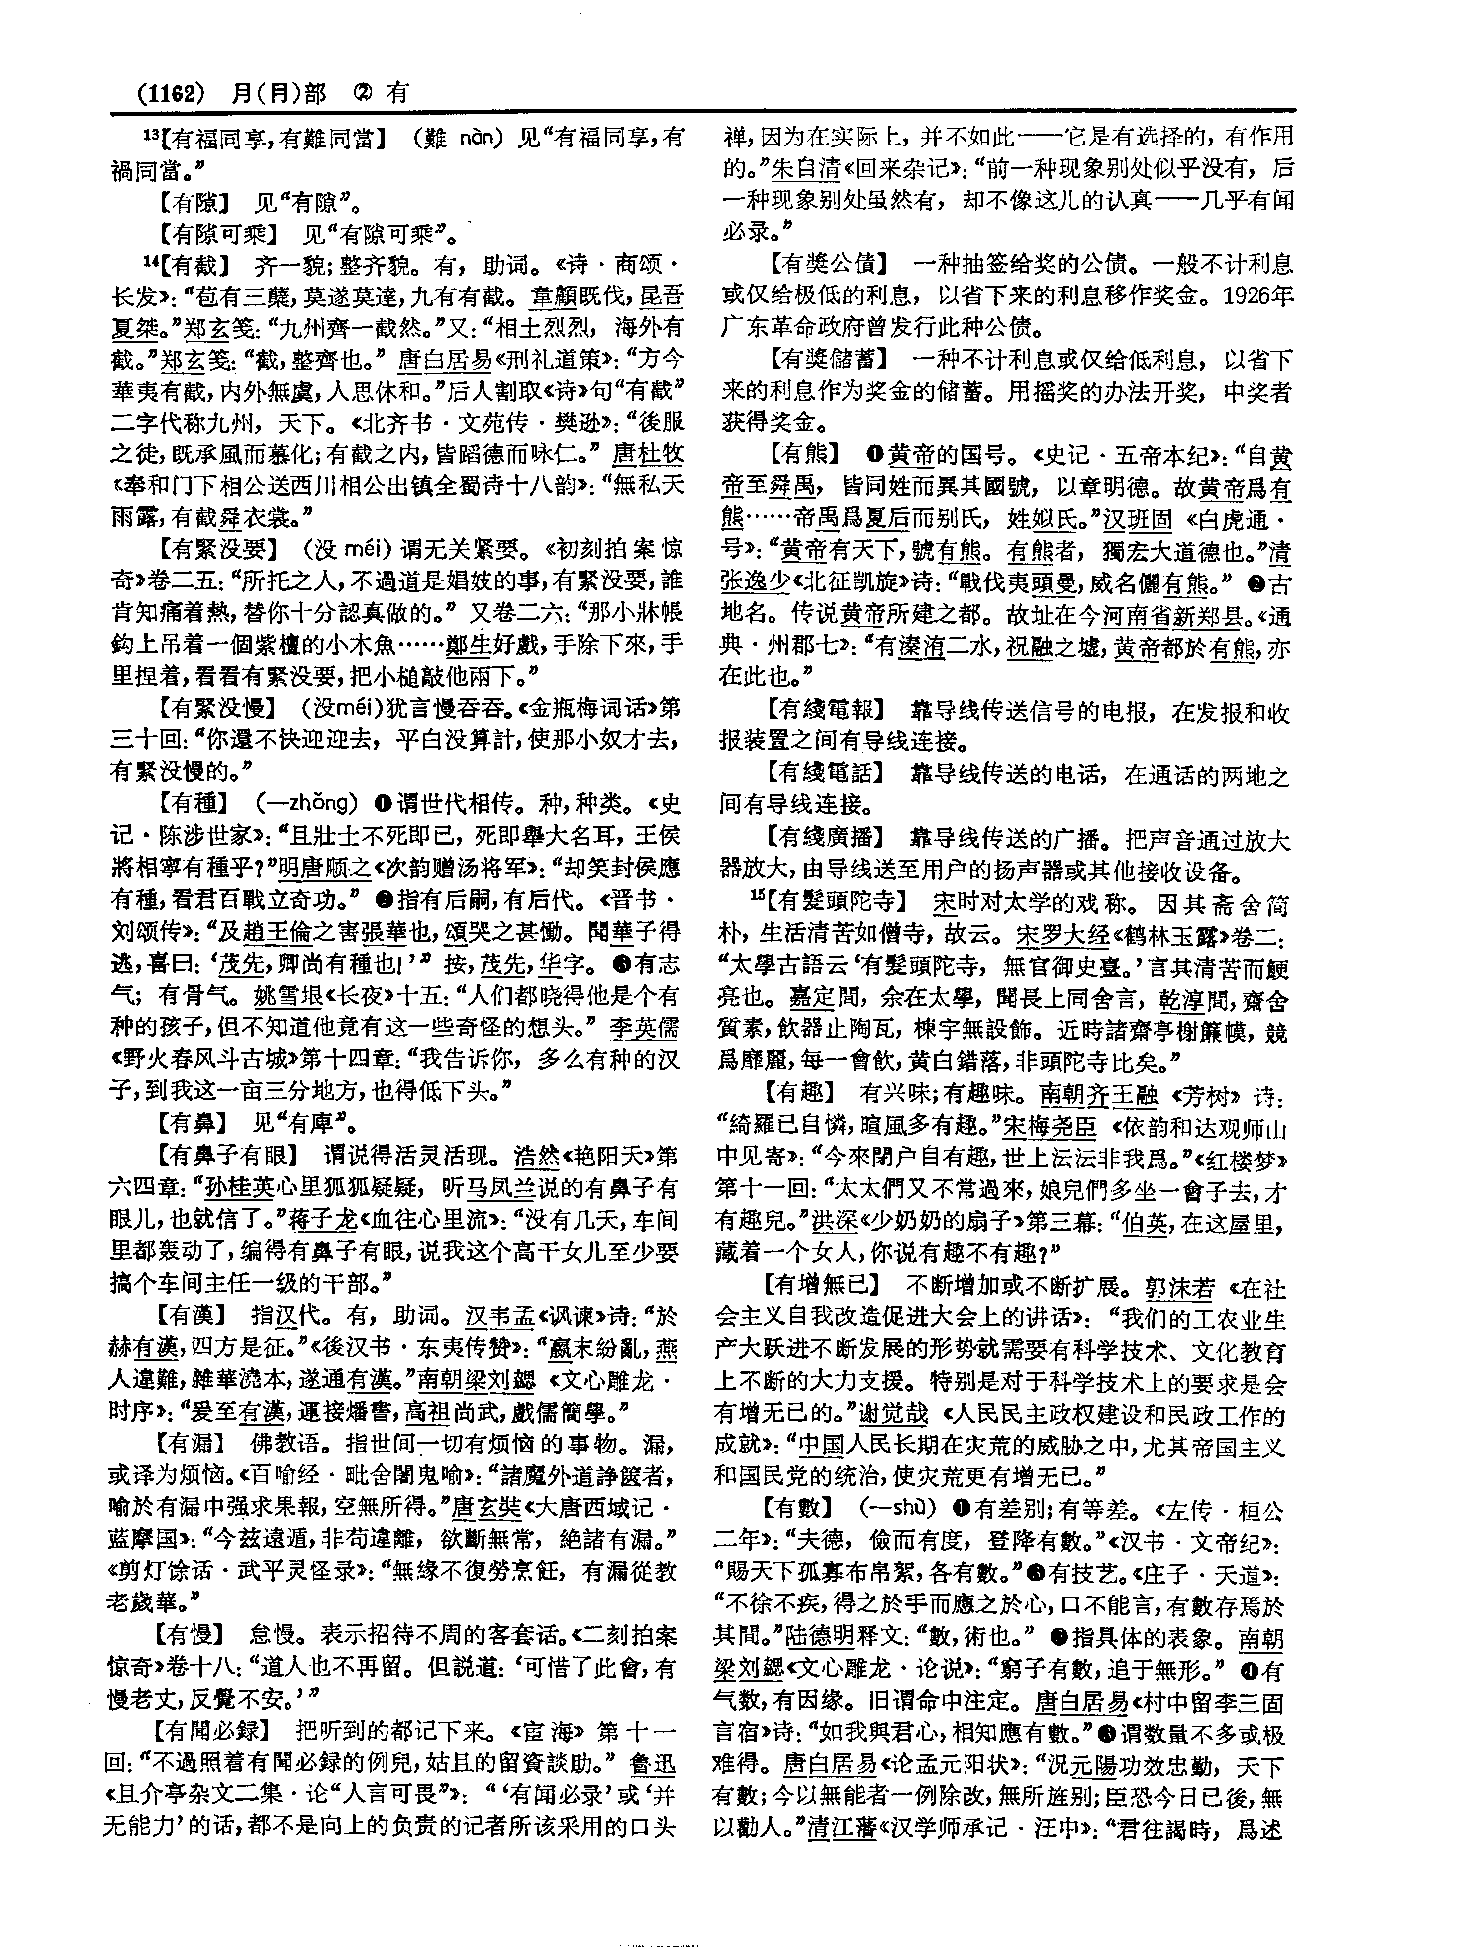 (1162) 月(⺝)部 ② 有
13【有福同享,有難同當】 (難 nàn) 见“有福同享,有
禍同當。”
【有隙】 见“有隙”。
【有隙可乘】 见“有隙可乘”。
14【有截】 齐一貌;整齐貌。有,助词。《诗·商颂·
长发》:“苞有三蘖,莫遂莫達,九有有截。韋顧既伐,昆吾
夏桀。”郑玄笺:“九州齊一截然。”又:“相土烈烈,海外有
截。”郑玄笺:“截,整齊也。” 唐白居易《刑礼道策》:“方今
華夷有截,内外無虞,人思休和。”后人割取《诗》句“有截”
二字代称九州,天下。《北齐书·文苑传·樊逊》:“後服
之徒,既承風而慕化;有截之内,皆蹈德而咏仁。” 唐杜牧
《奉和门下相公送西川相公出镇全蜀诗十八韵》:“無私天
雨露,有截舜衣裳。”
【有緊没要】 (没 méi) 谓无关紧要。《初刻拍案惊
奇》卷二五:“所托之人,不過道是娼妓的事,有緊没要,誰
肯知痛着熱,替你十分認真做的。” 又卷二六:“那小牀帳
鈎上吊着一個紫檀的小木魚……鄭生好戲,手除下來,手
里捏着,看看有緊没要,把小槌敲他兩下。”
【有緊没慢】 (没méi)犹言慢吞吞。《金瓶梅词话》第
三十回:“你還不快迎迎去,平白没算計,使那小奴才去,
有緊没慢的。”
【有種】 (—zhǒng) ❶谓世代相传。种,种类。《史
记·陈涉世家》:“且壯士不死即已,死即舉大名耳,王侯
將相寧有種乎?”明唐顺之《次韵赠汤将军》:“却笑封侯應
有種,看君百戰立奇功。” ❷指有后嗣,有后代。《晋书·
刘颂传》:“及趙王倫之害張華也,頌哭之甚慟。聞華子得
逃,喜曰:‘茂先,卿尚有種也!’” 按,茂先,华字。 ❸有志
气;有骨气。姚雪垠《长夜》十五:“人们都晓得他是个有
种的孩子,但不知道他竟有这一些奇怪的想头。” 李英儒
《野火春风斗古城》第十四章:“我告诉你,多么有种的汉
子,到我这一亩三分地方,也得低下头。”
【有鼻】 见“有庳”。
【有鼻子有眼】 谓说得活灵活现。浩然《艳阳天》第
六四章:“孙桂英心里狐狐疑疑,听马凤兰说的有鼻子有
眼儿,也就信了。”蒋子龙《血往心里流》:“没有几天,车间
里都轰动了,编得有鼻子有眼,说我这个高干女儿至少要
搞个车间主任一级的干部。”
【有漢】 指汉代。有,助词。汉韦孟《讽谏》诗:“於
赫有漢,四方是征。”《後汉书·东夷传赞》:“嬴末紛亂,燕
人違難,雜華澆本,遂通有漢。”南朝梁刘勰《文心雕龙·
时序》:“爰至有漢,運接燔書,高祖尚武,戲儒簡學。”
【有漏】 佛教语。指世间一切有烦恼的事物。漏,
或译为烦恼。《百喻经·毗舍闍鬼喻》:“諸魔外道諍篋者,
喻於有漏中强求果報,空無所得。”唐玄奘《大唐西域记·
蓝摩国》:“今兹遠遁,非苟違離,欲斷無常,絶諸有漏。”
《剪灯馀话·武平灵怪录》:“無緣不復勞烹飪,有漏從教
老歲華。”
【有慢】 怠慢。表示招待不周的客套话。《二刻拍案
惊奇》卷十八:“道人也不再留。但説道:‘可惜了此會,有
慢老丈,反覺不安。’”
【有聞必録】 把听到的都记下来。《宦海》第十一
回:“不過照着有聞必録的例兒,姑且的留資談助。” 鲁迅
《且介亭杂文二集·论“人言可畏”》:“‘有闻必录’或‘并
无能力’的话,都不是向上的负责的记者所该采用的口头
禅,因为在实际上,并不如此——它是有选择的,有作用
的。”朱自清《回来杂记》:“前一种现象别处似乎没有,后
一种现象别处虽然有,却不像这儿的认真——几乎有闻
必录。”
【有奬公債】 一种抽签给奖的公债。一般不计利息
或仅给极低的利息,以省下来的利息移作奖金。1926年
广东革命政府曾发行此种公债。
【有奬儲蓄】 一种不计利息或仅给低利息,以省下
来的利息作为奖金的储蓄。用摇奖的办法开奖,中奖者
获得奖金。
【有熊】 ❶黄帝的国号。《史记·五帝本纪》:“自黄
帝至舜禹,皆同姓而異其國號,以章明德。故黄帝爲有
熊……帝禹爲夏后而别氏,姓姒氏。”汉班固《白虎通·
号》:“黄帝有天下,號有熊。有熊者,獨宏大道德也。”清
张逸少《北征凯旋》诗:“戰伐夷頭曼,威名儷有熊。” ❷古
地名。传说黄帝所建之都。故址在今河南省新郑县。《通
典·州郡七》:“有溱洧二水,祝融之墟,黄帝都於有熊,亦
在此也。”
【有綫電報】 靠导线传送信号的电报,在发报和收
报装置之间有导线连接。
【有綫電話】 靠导线传送的电话,在通话的两地之
间有导线连接。
【有綫廣播】 靠导线传送的广播。把声音通过放大
器放大,由导线送至用户的扬声器或其他接收设备。
15【有髮頭陀寺】 宋时对太学的戏称。因其斋舍简
朴,生活清苦如僧寺,故云。宋罗大经《鹤林玉露》卷二:
“太學古語云‘有髮頭陀寺,無官御史臺。’言其清苦而鯁
亮也。嘉定間,余在太學,聞長上同舍言,乾淳間,齋舍
質素,飲器止陶瓦,棟宇無設飾。近時諸齋亭榭簾幙,競
爲靡麗,每一會飲,黄白錯落,非頭陀寺比矣。”
【有趣】 有兴味;有趣味。南朝齐王融《芳树》诗:
“綺羅已自憐,暄風多有趣。”宋梅尧臣《依韵和达观师山
中见寄》:“今來閉户自有趣,世上沄沄非我爲。”《红楼梦》
第十一回:“太太們又不常過來,娘兒們多坐一會子去,才
有趣兒。”洪深《少奶奶的扇子》第三幕:“伯英,在这屋里,
藏着一个女人,你说有趣不有趣?”
【有增無已】 不断增加或不断扩展。郭沫若《在社
会主义自我改造促进大会上的讲话》:“我们的工农业生
产大跃进不断发展的形势就需要有科学技术、文化教育
上不断的大力支援。特别是对于科学技术上的要求是会
有增无已的。”谢觉哉《人民民主政权建设和民政工作的
成就》:“中国人民长期在灾荒的威胁之中,尤其帝国主义
和国民党的统治,使灾荒更有增无已。”
【有數】 (—shù) ❶有差别;有等差。《左传·桓公
二年》:“夫德,儉而有度,登降有數。”《汉书·文帝纪》:
“賜天下孤寡布帛絮,各有數。”❷有技艺。《庄子·天道》:
“不徐不疾,得之於手而應之於心,口不能言,有數存焉於
其間。”陆德明释文:“數,術也。” ❸指具体的表象。南朝
梁刘勰《文心雕龙·论说》:“窮于有數,追于無形。” ❹有
气数,有因缘。旧谓命中注定。唐白居易《村中留李三固
言宿》诗:“如我與君心,相知應有數。”❺谓数量不多或极
难得。唐白居易《论孟元阳状》:“况元陽功效忠勤,天下
有數;今以無能者一例除改,無所旌别;臣恐今日已後,無
以勸人。”清江藩《汉学师承记·汪中》:“君往謁時,爲述